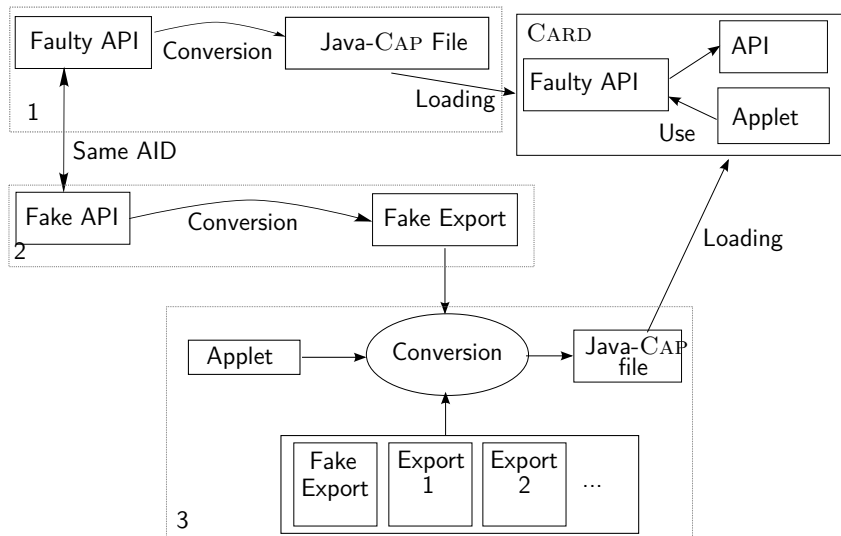 Faulty API
Conversion
Java-CAP File
Loading
1
CARD
API
Faulty API
Applet
Use
Same AID
Fake API
Conversion
Fake Export
2
Loading
Applet
Conversion
Java-CAP
file
Fake
Export
Export
1
Export
2
...
3